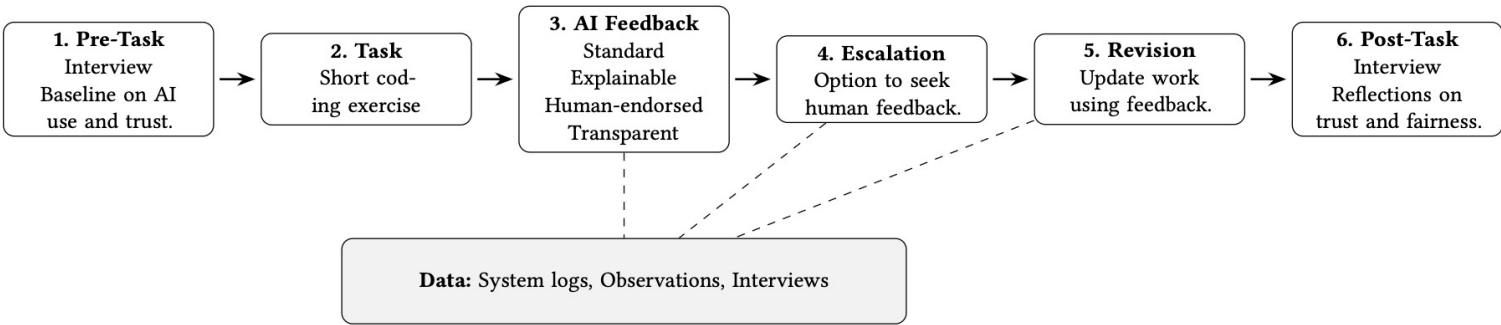 1. Pre-Task
Interview
Baseline on AI
use and trust.
2. Task
Short cod-
ing exercise
3. AI Feedback
Standard
Explainable
Human-endorsed
Transparent
4. Escalation
Option to seek
human feedback.
5. Revision
Update work
using feedback.
6. Post-Task
Interview
Reflections on
trust and fairness.
Data: System logs, Observations, Interviews